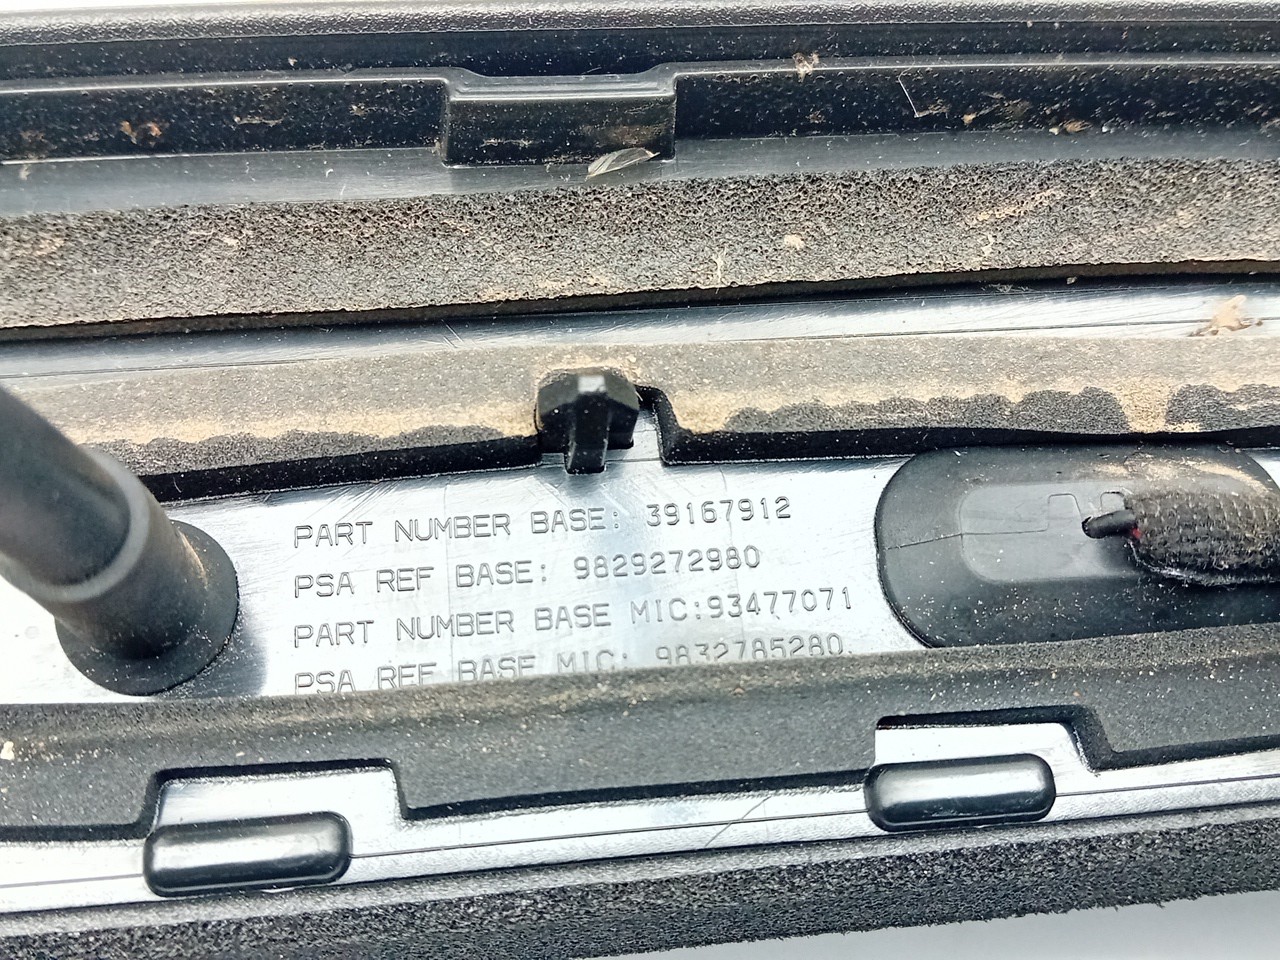 PART NUMBER BASE: 39167912
PSA REF BASE: 9829272980
PART NUMBER BASE MIC:93477071
PSA REF BASE MIC: 9832785280